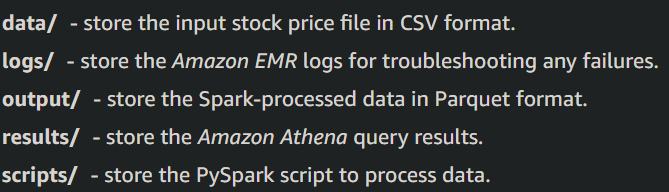 data/ - store the input stock price file in CSV format.
logs/ - store the Amazon EMR logs for troubleshooting any failures.
output/ - store the Spark-processed data in Parquet format.
results/ - store the Amazon Athena query results.
scripts/ - store the PySpark script to process data.